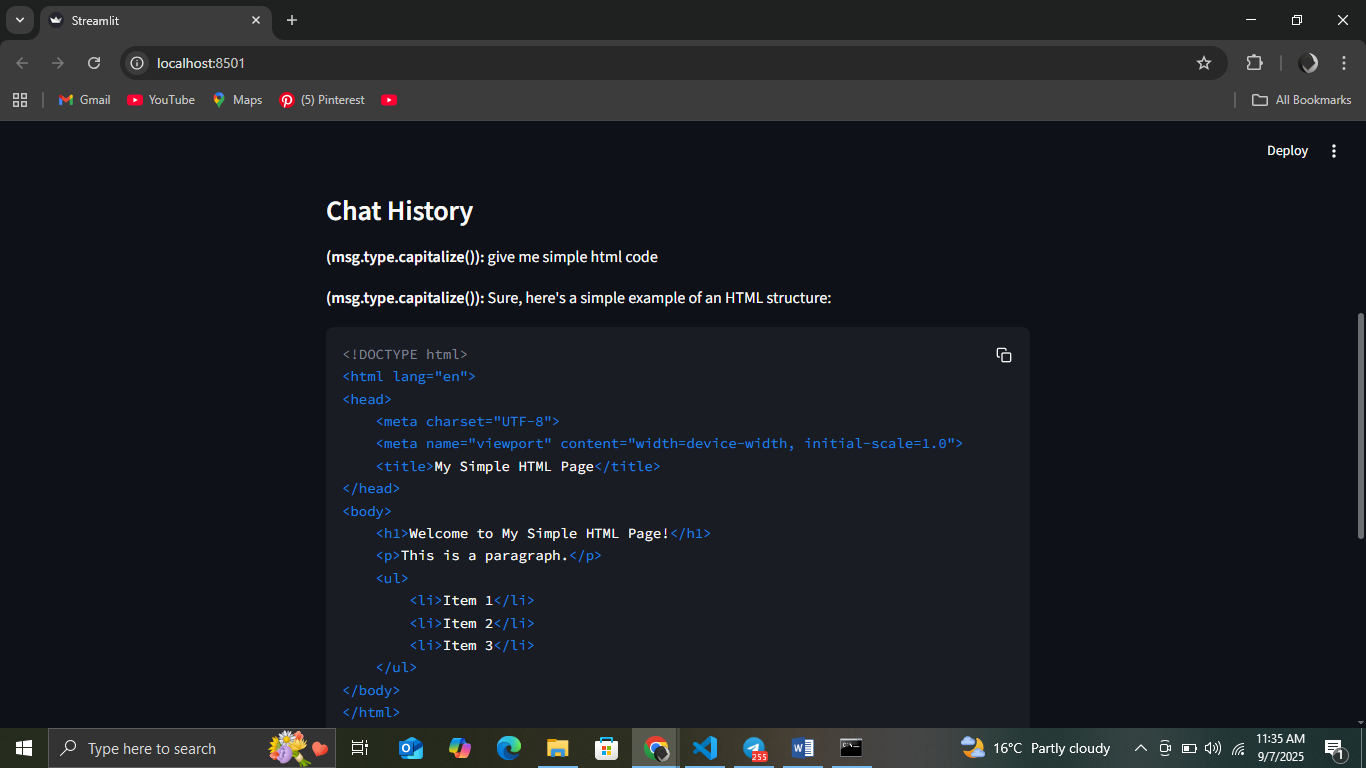 Streamlit
localhost:8501
Gmail
YouTube
Maps
(5) Pinterest
All Bookmarks
Deploy
Chat History
(msg.type.capitalize()): give me simple html code
(msg.type.capitalize()): Sure, here's a simple example of an HTML structure:
<!DOCTYPE html>
<html lang="en">
<head>
    <meta charset="UTF-8">
    <meta name="viewport" content="width=device-width, initial-scale=1.0">
    <title>My Simple HTML Page</title>
</head>
<body>
    <h1>Welcome to My Simple HTML Page!</h1>
    <p>This is a paragraph.</p>
    <ul>
        <li>Item 1</li>
        <li>Item 2</li>
        <li>Item 3</li>
    </ul>
</body>
</html>
Type here to search
255
16°C Partly cloudy
11:35 AM
9/7/2025
1